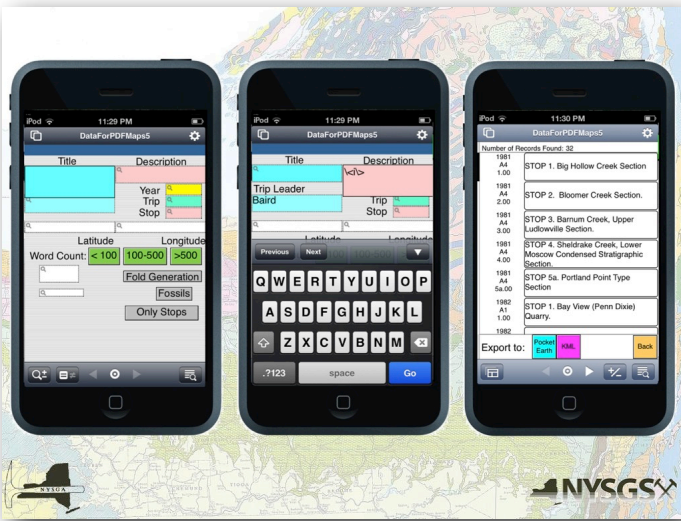 iPod 11:29 PM
DataForPDFMaps5
Title Description
Year
Trip
Stop
Latitude Longitude
Word Count: < 100 100-500 >500
Fold Generation
Fossils
Only Stops
iPod 11:29 PM
DataForPDFMaps5
Title Description
Trip Leader
Baird Trip
Stop
Latitude Longitude
Previous Next
Q W E R T Y U I O P
A S D F G H J K L
Z X C V B N M
.?123 space Go
iPod 11:30 PM
DataForPDFMaps5
Number of Records Found: 32
1981
A4
1.00
STOP 1. Big Hollow Creek Section
1981
A4
2.00
STOP 2. Bloomer Creek Section.
1981
A4
3.00
STOP 3. Barnum Creek, Upper
Ludlowville Section.
1981
A4
4.00
STOP 4. Sheldrake Creek, Lower
Moscow Condensed Stratigraphic
Section.
1981
A4
5a.00
STOP 5a. Portland Point Type
Section
1982
A1
1.00
STOP 1. Bay View (Penn Dixie)
Quarry.
1982
Export to: Pocket
Earth
KML Back
NYSGA
NYSGS